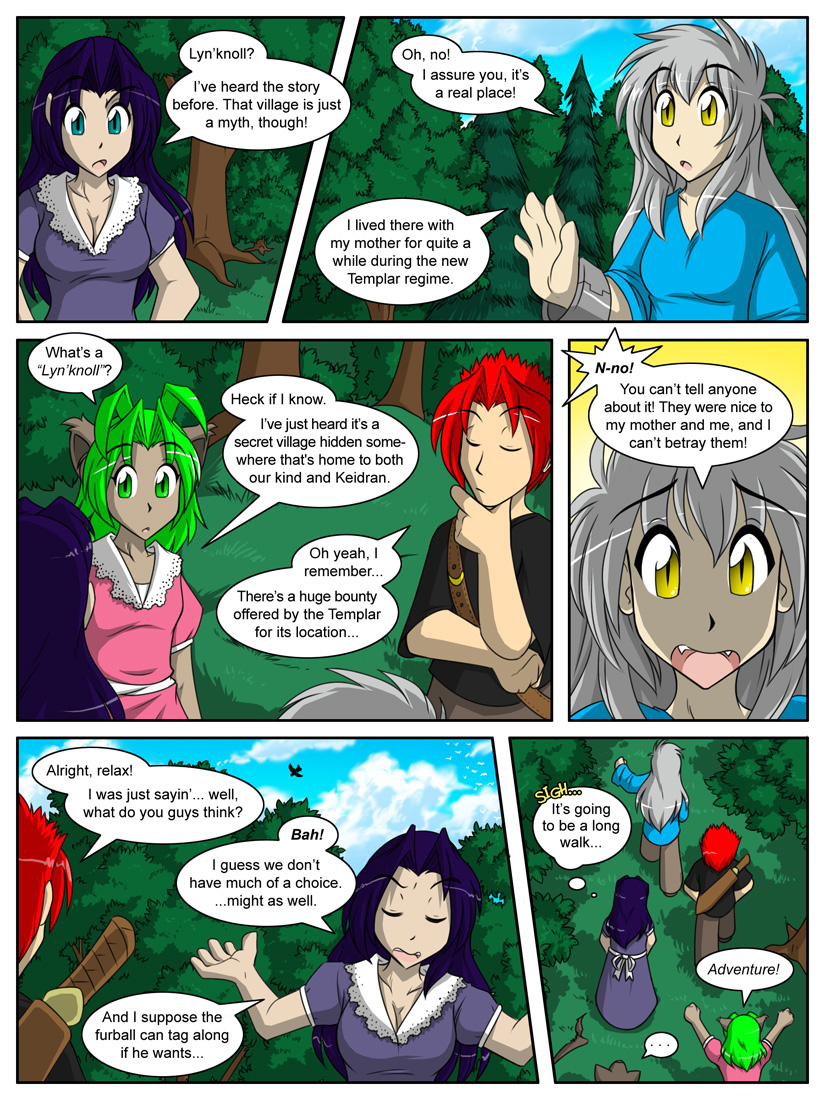 Lyn'knoll?
I've heard the story
before. That village is just
a myth, though!
Oh, no!
I assure you, it's
a real place!
I lived there with
my mother for quite a
while during the new
Templar regime.
What's a
“Lyn’knoll”?
Heck if I know.
I've just heard it's a
secret village hidden some-
where that's home to both
our kind and Keidran.
Oh yeah, I
remember...
There's a huge bounty
offered by the Templar
for its location...
N-no!
You can't tell anyone
about it! They were nice to
my mother and me, and I
can't betray them!
Alright, relax!
I was just sayin'... well,
what do you guys think?
Bah!
I guess we don't
have much of a choice.
...might as well.
And I suppose the
furball can tag along
if he wants...
SIGH...
It's going
to be a long
walk...
Adventure!
. . .